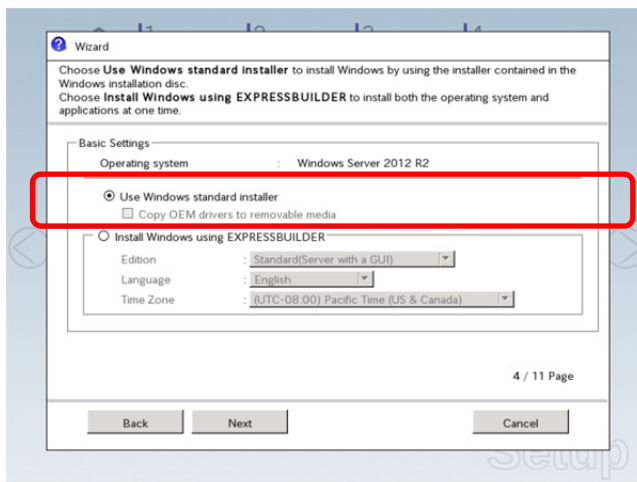 Wizard
Choose Use Windows standard installer to install Windows by using the installer contained in the
Windows installation disc.
Choose Install Windows using EXPRESSBUILDER to install both the operating system and
applications at one time.
Basic Settings
Operating system : Windows Server 2012 R2
Use Windows standard installer
Copy OEM drivers to removable media
Install Windows using EXPRESSBUILDER
Edition : Standard(Server with a GUI)
Language : English
Time Zone : (UTC-08:00) Pacific Time (US & Canada)
4 / 11 Page
Back Next Cancel
Setup